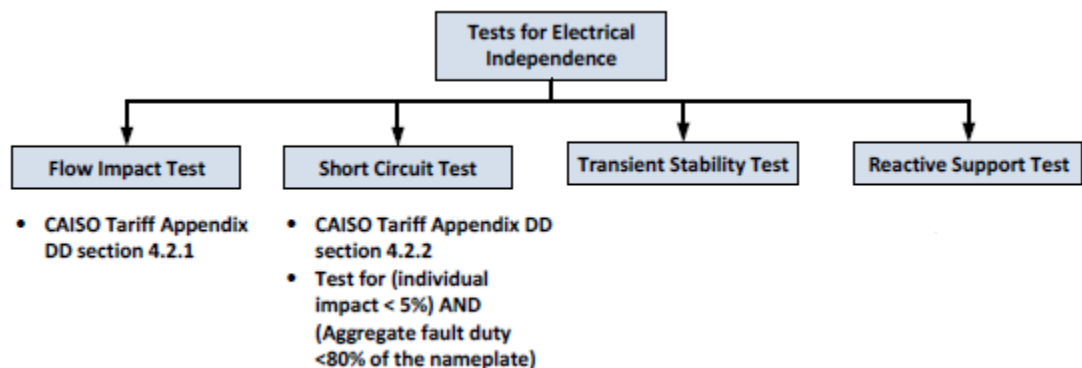 Tests for Electrical
Independence
Flow Impact Test
Short Circuit Test
Transient Stability Test
Reactive Support Test
• CAISO Tariff Appendix
DD section 4.2.1
• CAISO Tariff Appendix DD
section 4.2.2
• Test for (individual
impact < 5%) AND
(Aggregate fault duty
<80% of the nameplate)